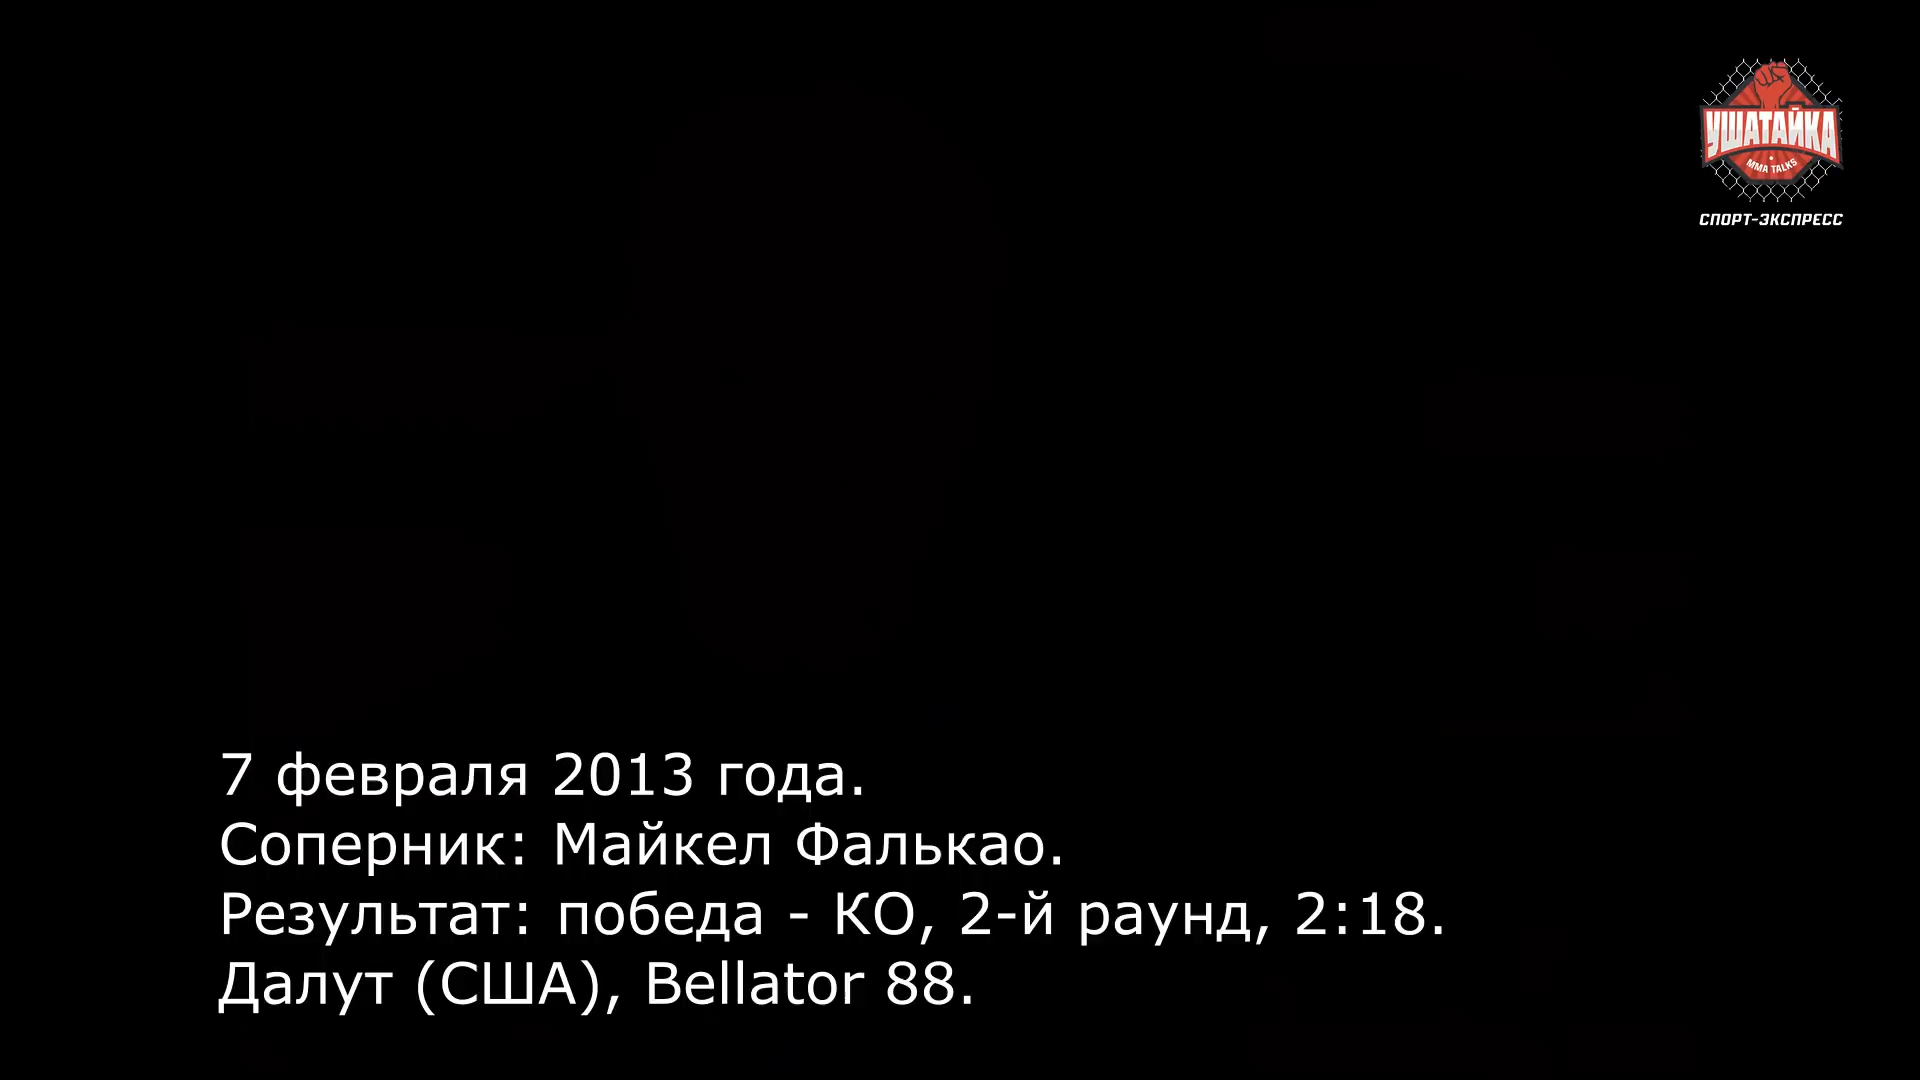 УШАТАЙКА
MMA TALKS
СПОРТ-ЭКСПРЕСС
7 февраля 2013 года.
Соперник: Майкел Фалькао.
Результат: победа - КО, 2-й раунд, 2:18.
Далут (США), Bellator 88.